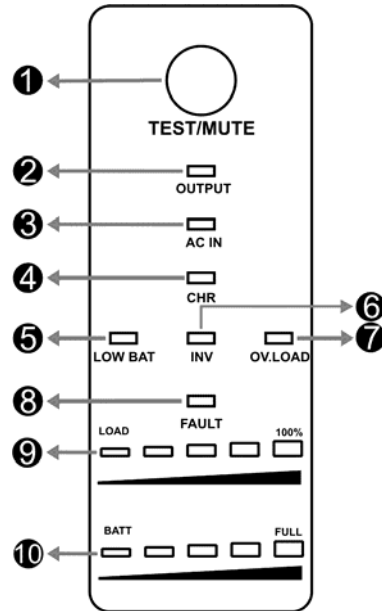 1
TEST/MUTE
2
OUTPUT
3
AC IN
4
CHR
6
5
7
LOW BAT INV OV.LOAD
8
FAULT
LOAD 100%
9
BATT FULL
10